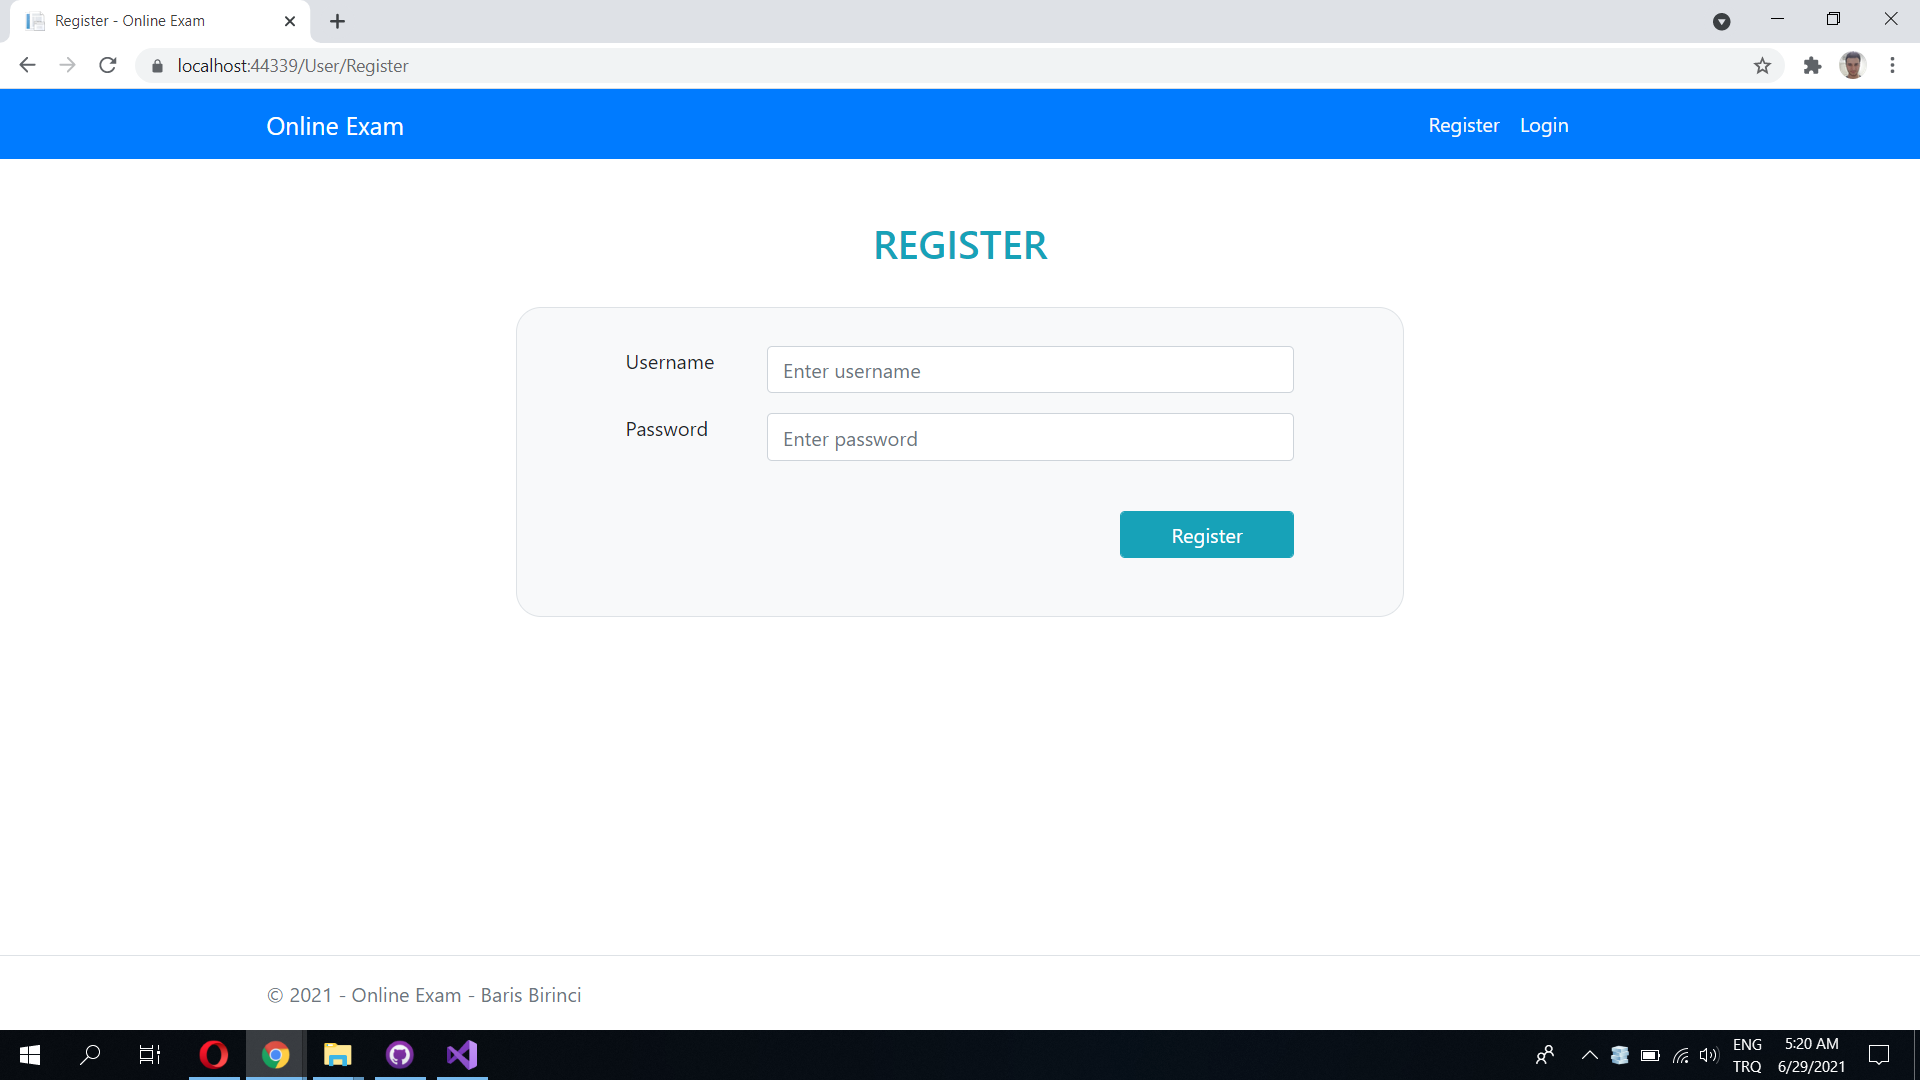 Register - Online Exam
localhost:44339/User/Register
Online Exam
Register
Login
REGISTER
Username
Enter username
Password
Enter password
Register
© 2021 - Online Exam - Baris Birinci
ENG
TRQ
5:20 AM
6/29/2021